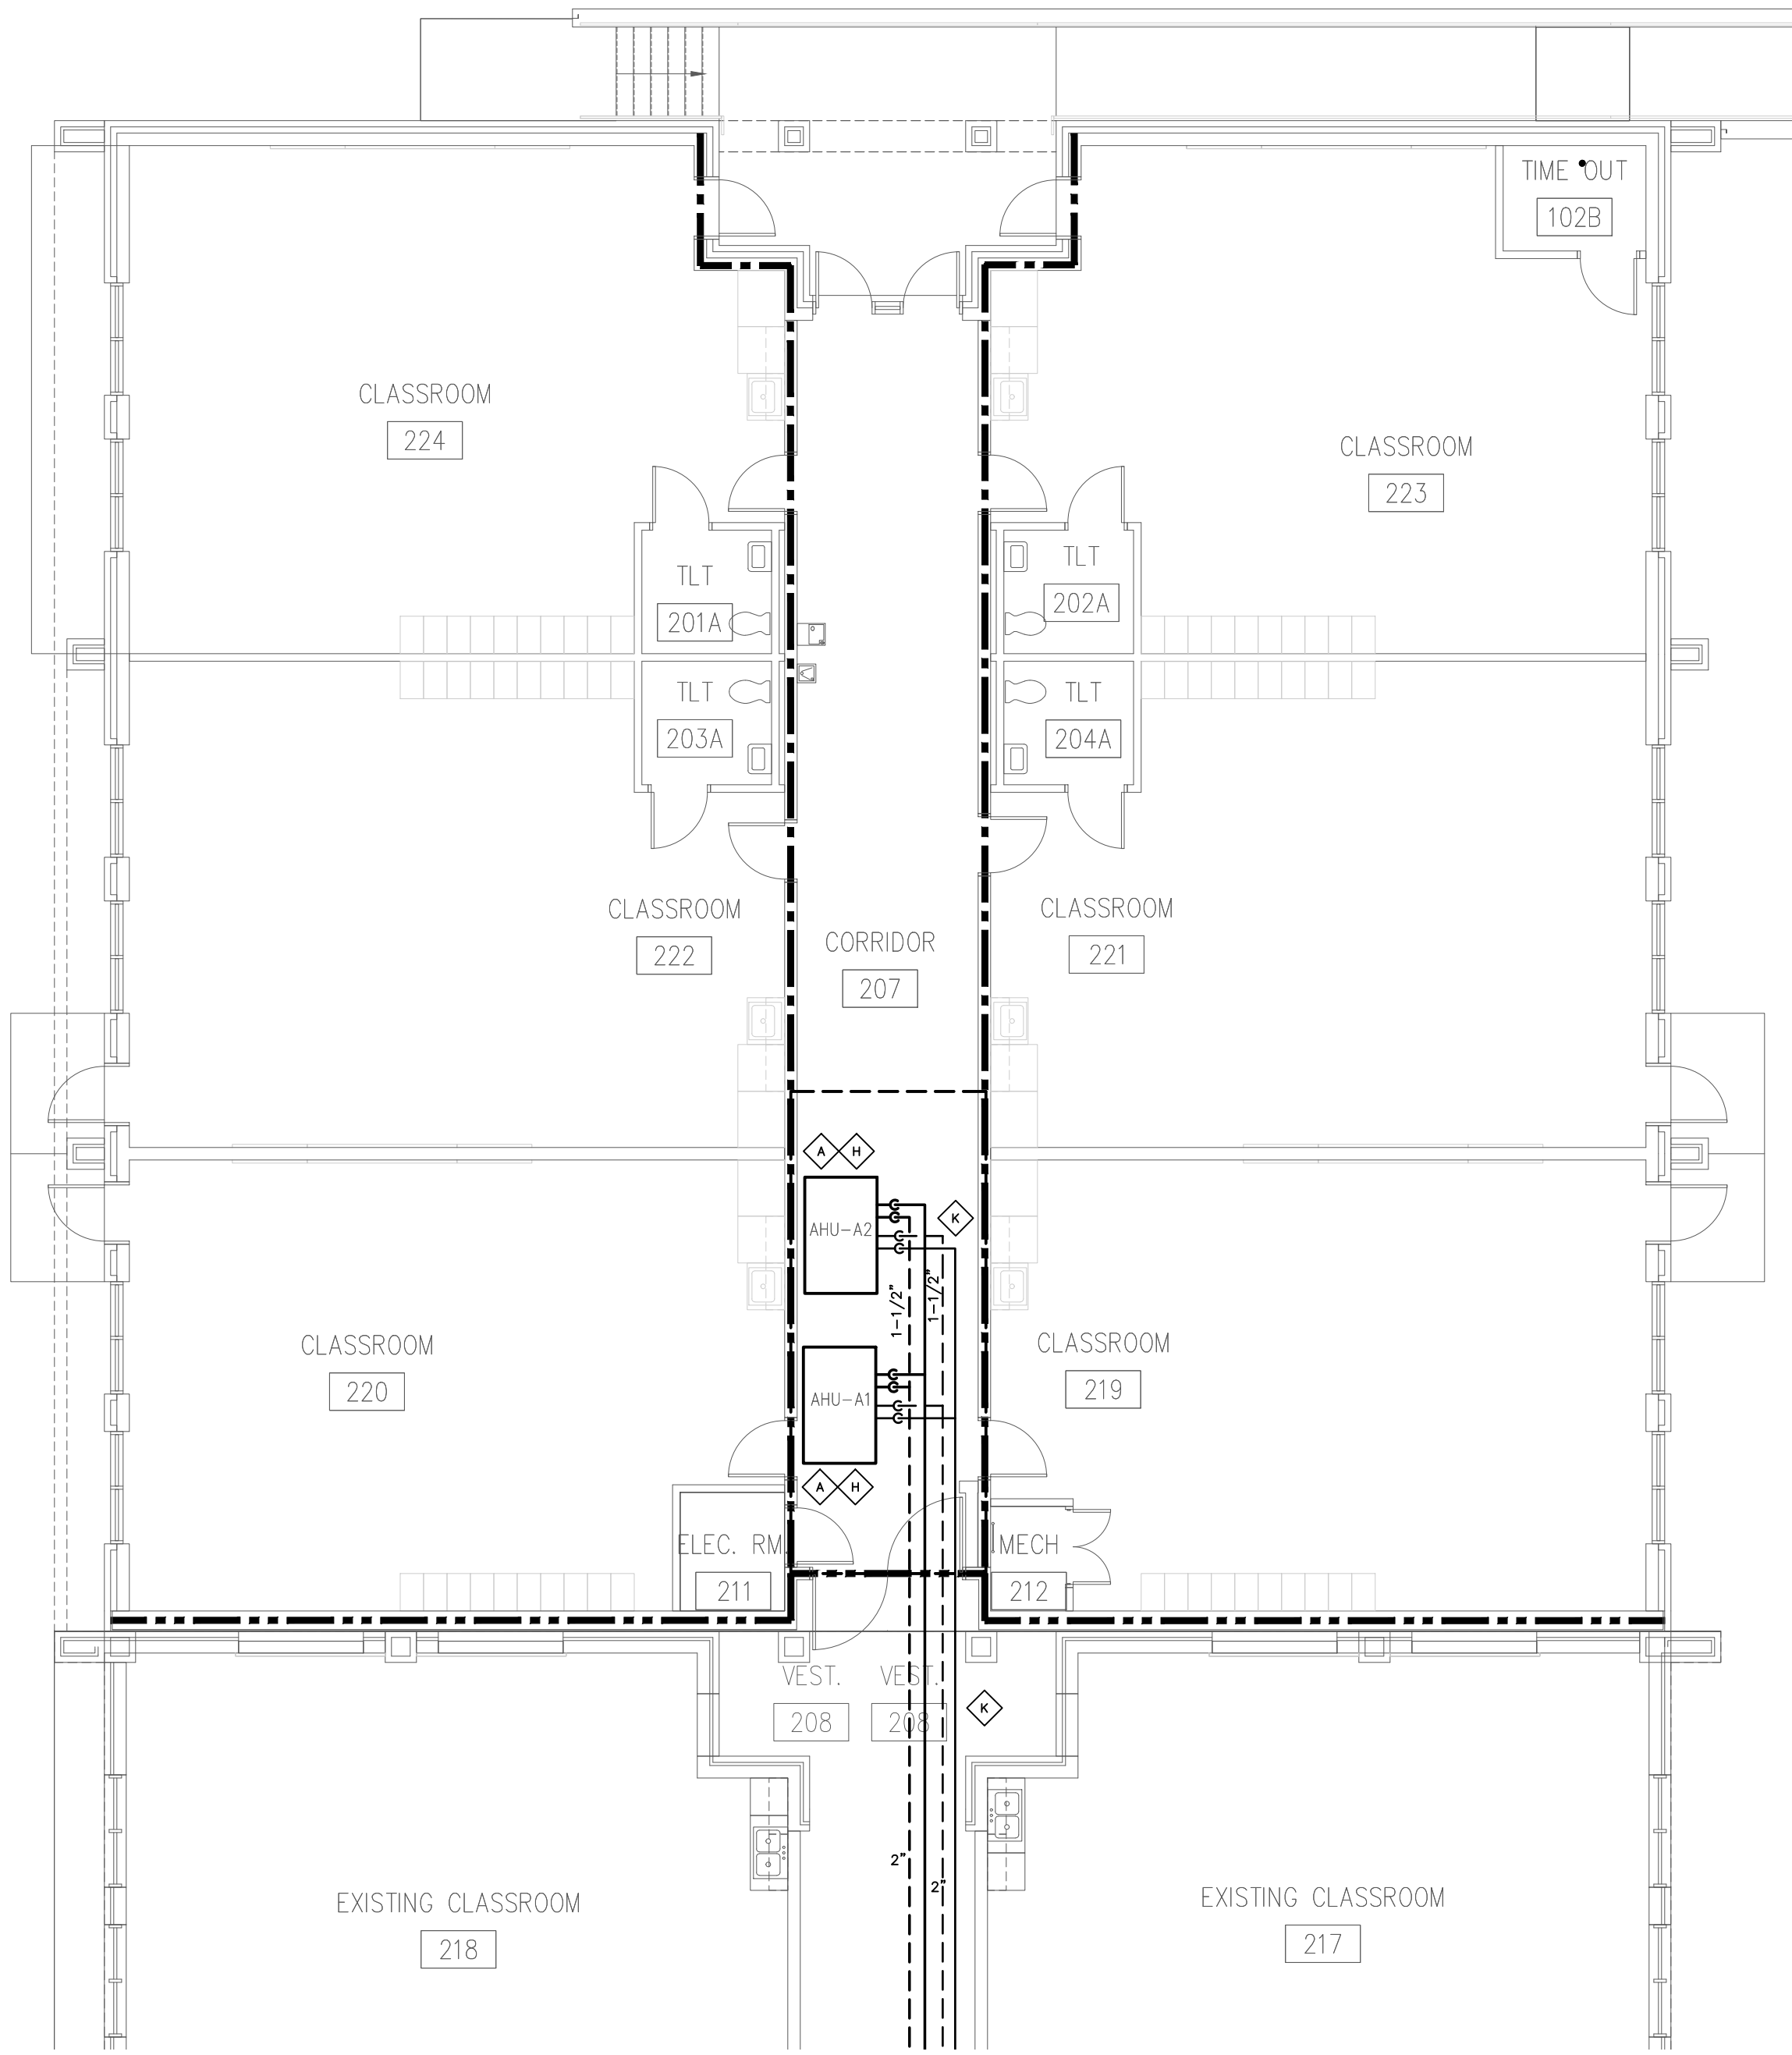 TIME OUT
102B
CLASSROOM
224
CLASSROOM
223
TLT
201A
TLT
202A
TLT
203A
TLT
204A
CLASSROOM
222
CORRIDOR
207
CLASSROOM
221
A
H
AHU-A2
K
1-1/2"
1-1/2"
CLASSROOM
220
AHU-A1
CLASSROOM
219
A
H
ELEC. RM.
211
MECH
212
VEST.
208
VEST.
208
K
2"
2"
EXISTING CLASSROOM
218
EXISTING CLASSROOM
217